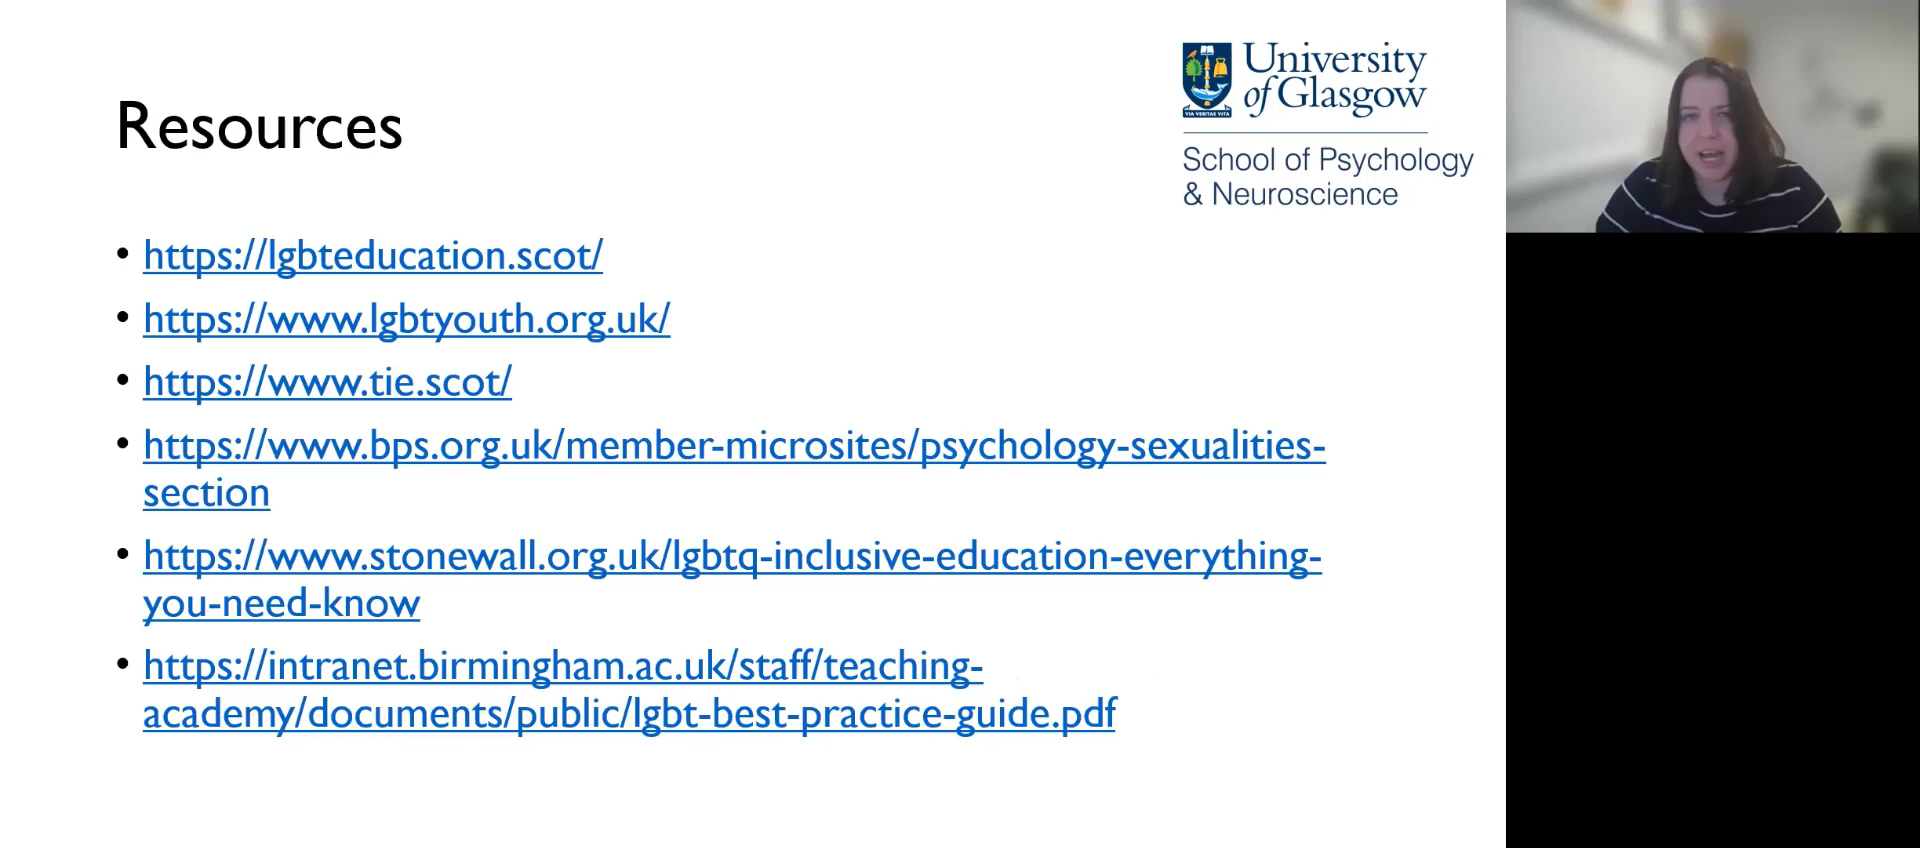 University
of Glasgow
VIA VERITAS VITA
School of Psychology
& Neuroscience
Resources
• https://lgbteducation.scot/
• https://www.lgbtyouth.org.uk/
• https://www.tie.scot/
• https://www.bps.org.uk/member-microsites/psychology-sexualities-
section
• https://www.stonewall.org.uk/lgbtq-inclusive-education-everything-
you-need-know
• https://intranet.birmingham.ac.uk/staff/teaching-
academy/documents/public/lgbt-best-practice-guide.pdf